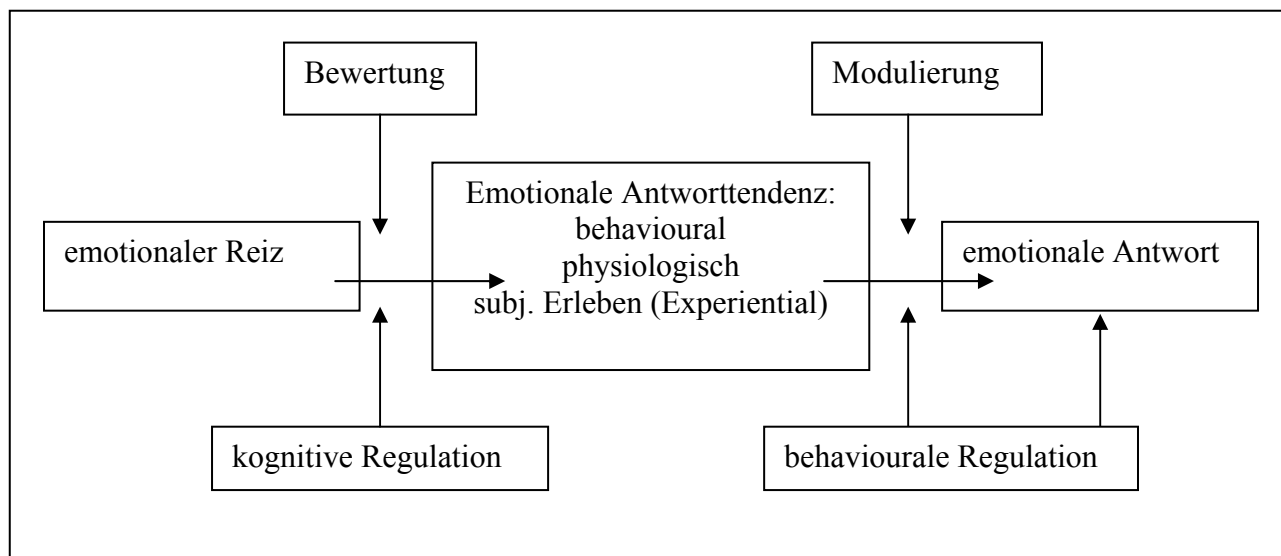 Bewertung
Modulierung
emotionaler Reiz
Emotionale Antworttendenz:
behavioural
physiologisch
subj. Erleben (Experiential)
emotionale Antwort
kognitive Regulation
behaviourale Regulation